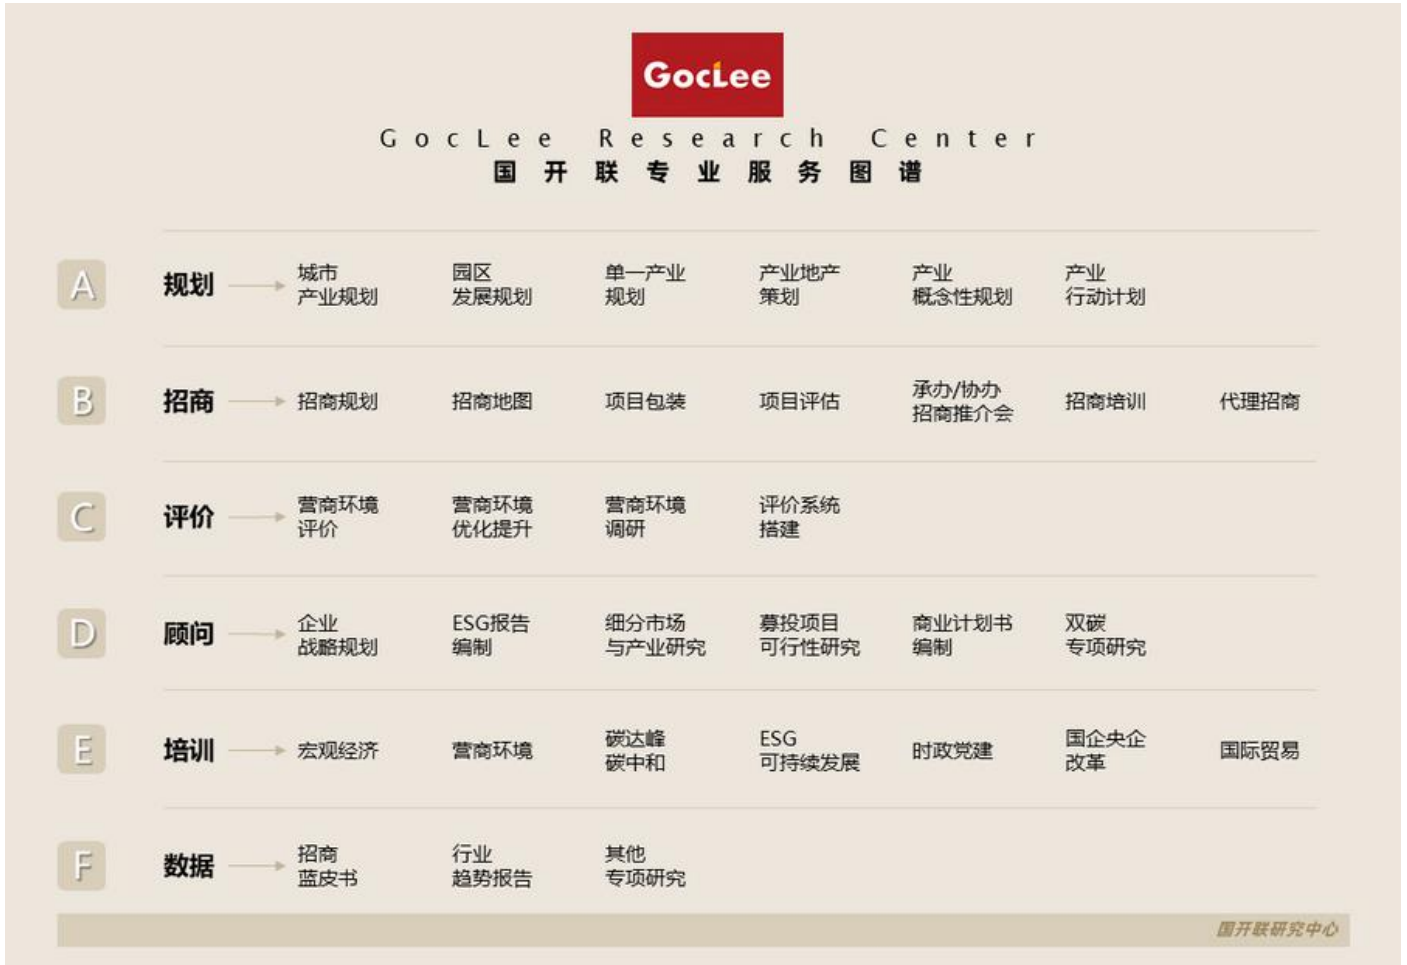 GocLee
GocLee Research Center
国开联专业服务图谱
A
规划
城市
产业规划
园区
发展规划
单一产业
规划
产业地产
策划
产业
概念性规划
产业
行动计划
B
招商
招商规划
招商地图
项目包装
项目评估
承办/协办
招商推介会
招商培训
代理招商
C
评价
营商环境
评价
营商环境
优化提升
营商环境
调研
评价系统
搭建
D
顾问
企业
战略规划
ESG报告
编制
细分市场
与产业研究
募投项目
可行性研究
商业计划书
编制
双碳
专项研究
E
培训
宏观经济
营商环境
碳达峰
碳中和
ESG
可持续发展
时政党建
国企央企
改革
国际贸易
F
数据
招商
蓝皮书
行业
趋势报告
其他
专项研究
国开联研究中心